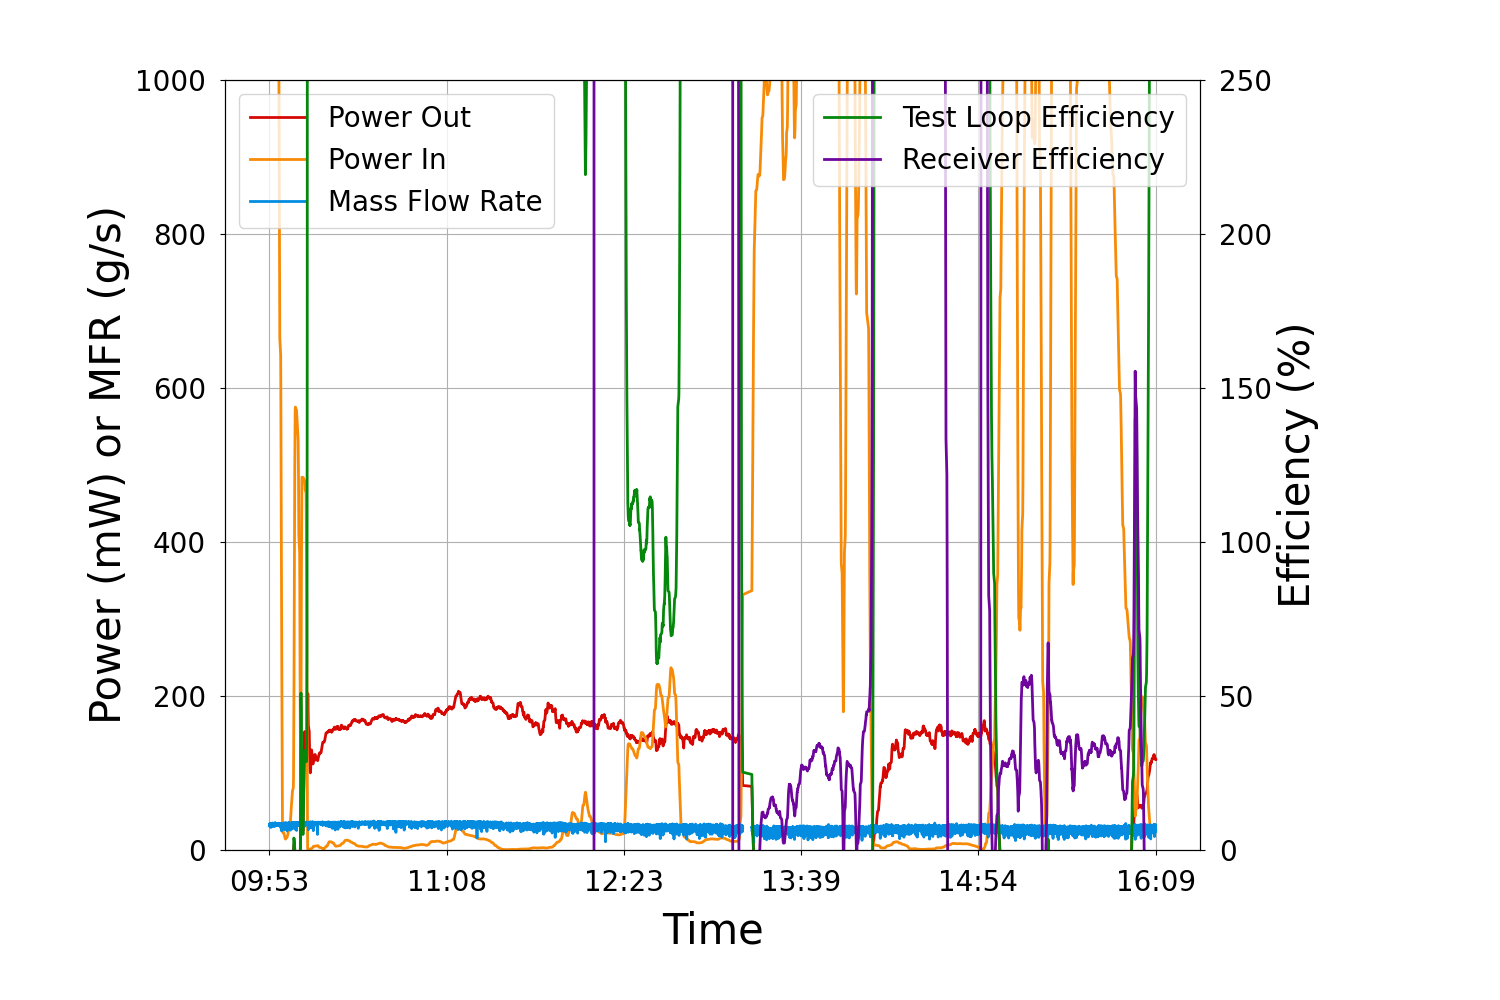 1000
800
600
400
200
0
Power (mW) or MFR (g/s)
Power Out
Power In
Mass Flow Rate
Test Loop Efficiency
Receiver Efficiency
250
200
150
100
50
0
Efficiency (%)
09:53 11:08 12:23 13:39 14:54 16:09
Time